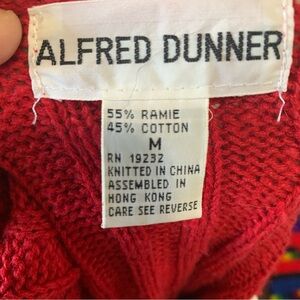 ALFRED DUNNER
55% RAMIE
45% COTTON
M
RN 19232
KNITTED IN CHINA
ASSEMBLED IN
HONG KONG
CARE SEE REVERSE